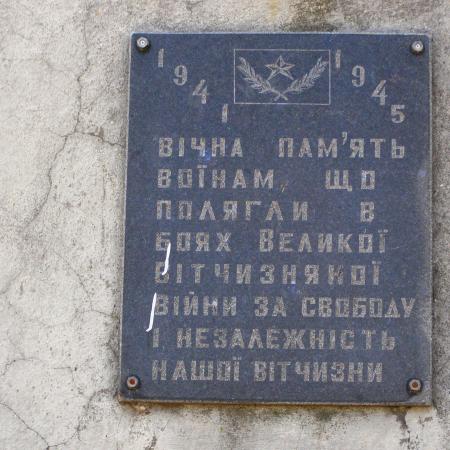 1941 1945
ВІЧНА ПАМ'ЯТЬ
ВОЇНАМ, ЩО
ПОЛЯГЛИ В
БОЯХ ВЕЛИКОЇ
ВІТЧИЗНЯНОЇ
ВІЙНИ ЗА СВОБОДУ
І НЕЗАЛЕЖНІСТЬ
НАШОЇ ВІТЧИЗНИ